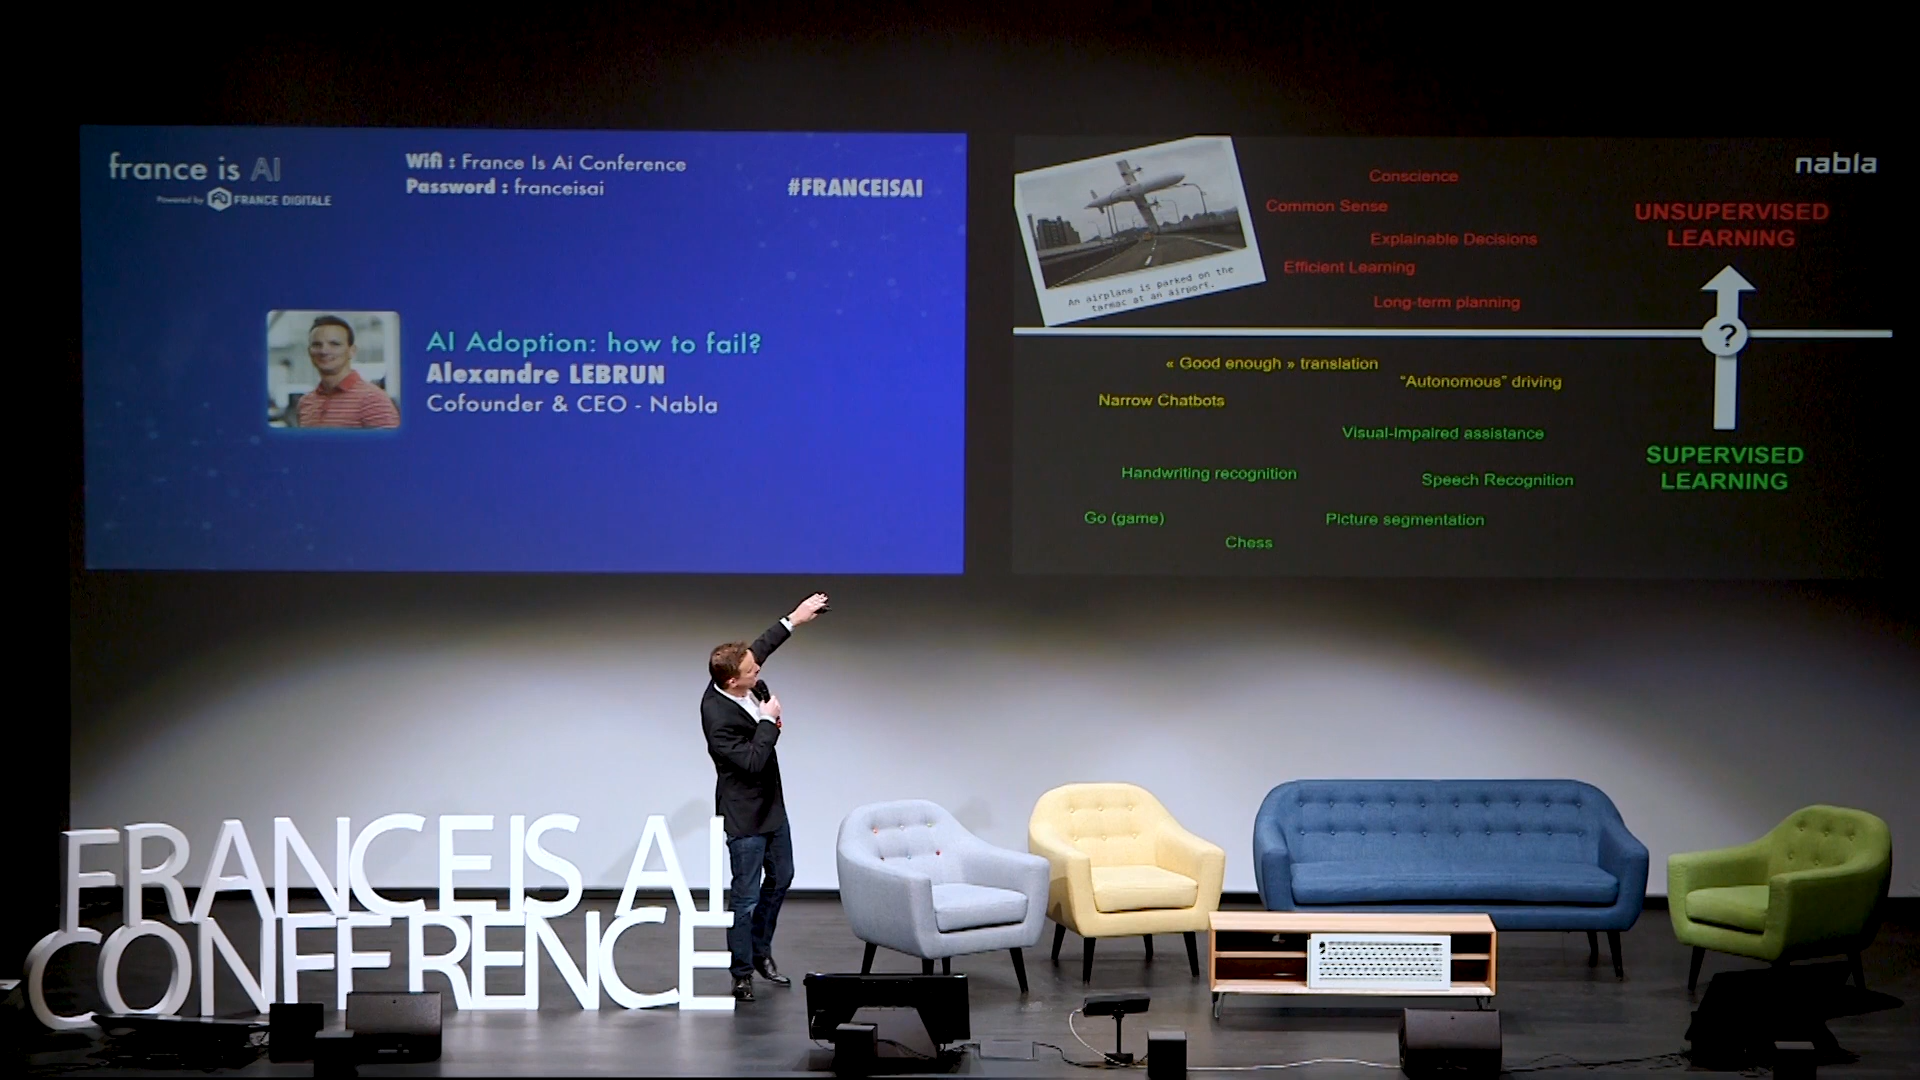 france is AI
Powered by FRANCE DIGITALE
Wifi : France Is Ai Conference
Password : franceisai
#FRANCEISAI
AI Adoption: how to fail?
Alexandre LEBRUN
Cofounder & CEO - Nabla
nabla
An airplane is parked on the
tarmac at an airport.
Conscience
Common Sense
Explainable Decisions
Efficient Learning
Long-term planning
UNSUPERVISED
LEARNING
?
« Good enough » translation
“Autonomous” driving
Narrow Chatbots
Visual-Impaired assistance
Handwriting recognition
Speech Recognition
Go (game)
Picture segmentation
Chess
SUPERVISED
LEARNING
FRANCE IS AI
CONFERENCE